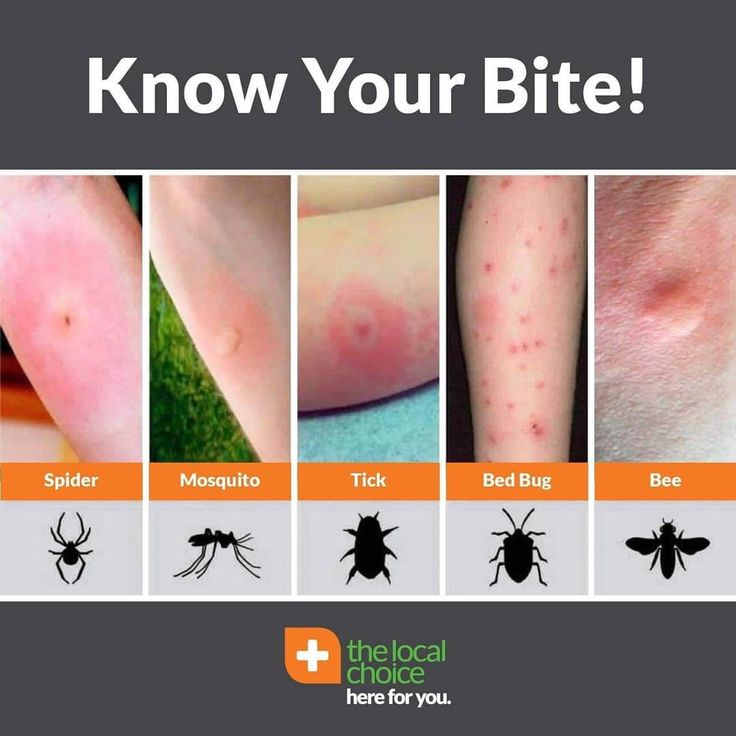 Know Your Bite!
Spider
Mosquito
Tick
Bed Bug
Bee
the local
choice
here for you.